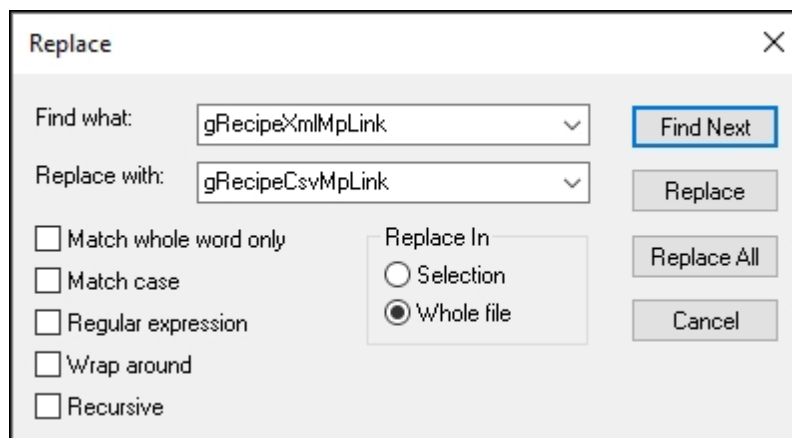 Replace
Find what:
gRecipeXmlMpLink
Find Next
Replace with:
gRecipeCsvMpLink
Replace
Match whole word only
Match case
Regular expression
Wrap around
Recursive
Replace In
Selection
Whole file
Replace All
Cancel